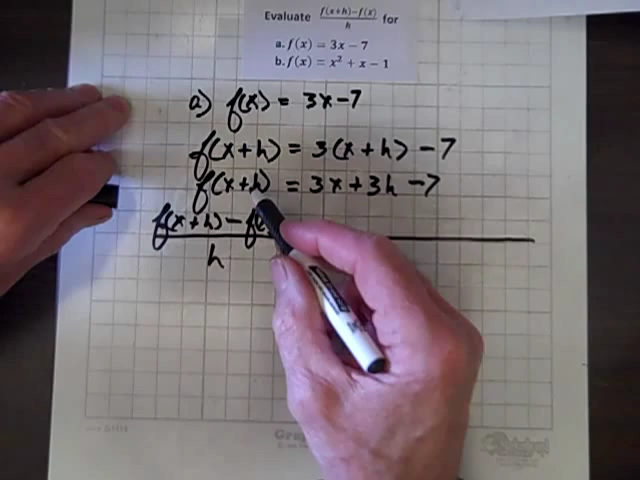 Evaluate f(x+h)−f(x)/h for
a. f(x) = 3x − 7
b. f(x) = x² + x − 1
a) f(x) = 3x − 7
f(x + h) = 3(x + h) − 7
f(x + h) = 3x + 3h − 7
f(x + h) − f(
h